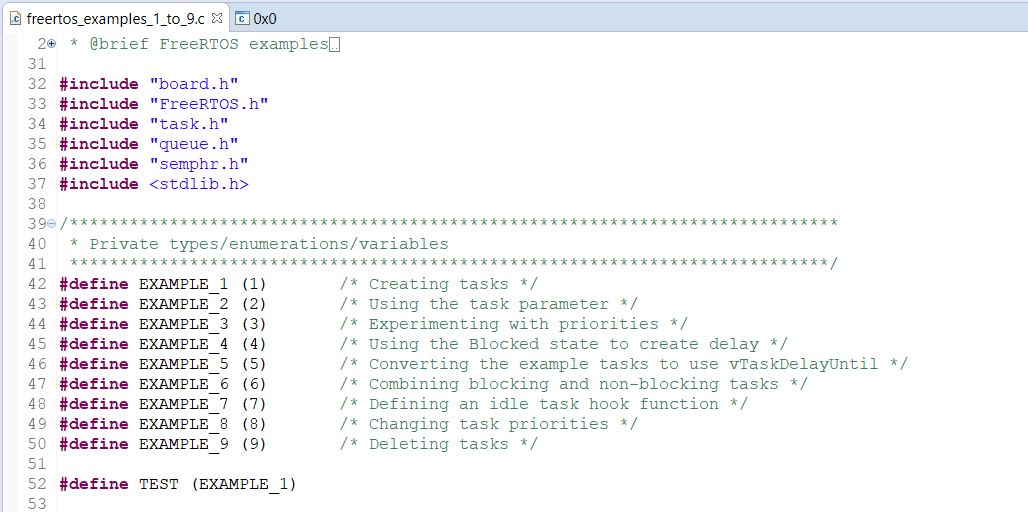 freertos_examples_1_to_9.c 0x0
2 * @brief FreeRTOS examples..
31
32 #include "board.h"
33 #include "FreeRTOS.h"
34 #include "task.h"
35 #include "queue.h"
36 #include "semphr.h"
37 #include <stdlib.h>
38
39 /*****************************************************************************
40 * Private types/enumerations/variables
41 ****************************************************************************/
42 #define EXAMPLE_1 (1) /* Creating tasks */
43 #define EXAMPLE_2 (2) /* Using the task parameter */
44 #define EXAMPLE_3 (3) /* Experimenting with priorities */
45 #define EXAMPLE_4 (4) /* Using the Blocked state to create delay */
46 #define EXAMPLE_5 (5) /* Converting the example tasks to use vTaskDelayUntil */
47 #define EXAMPLE_6 (6) /* Combining blocking and non-blocking tasks */
48 #define EXAMPLE_7 (7) /* Defining an idle task hook function */
49 #define EXAMPLE_8 (8) /* Changing task priorities */
50 #define EXAMPLE_9 (9) /* Deleting tasks */
51
52 #define TEST (EXAMPLE_1)
53